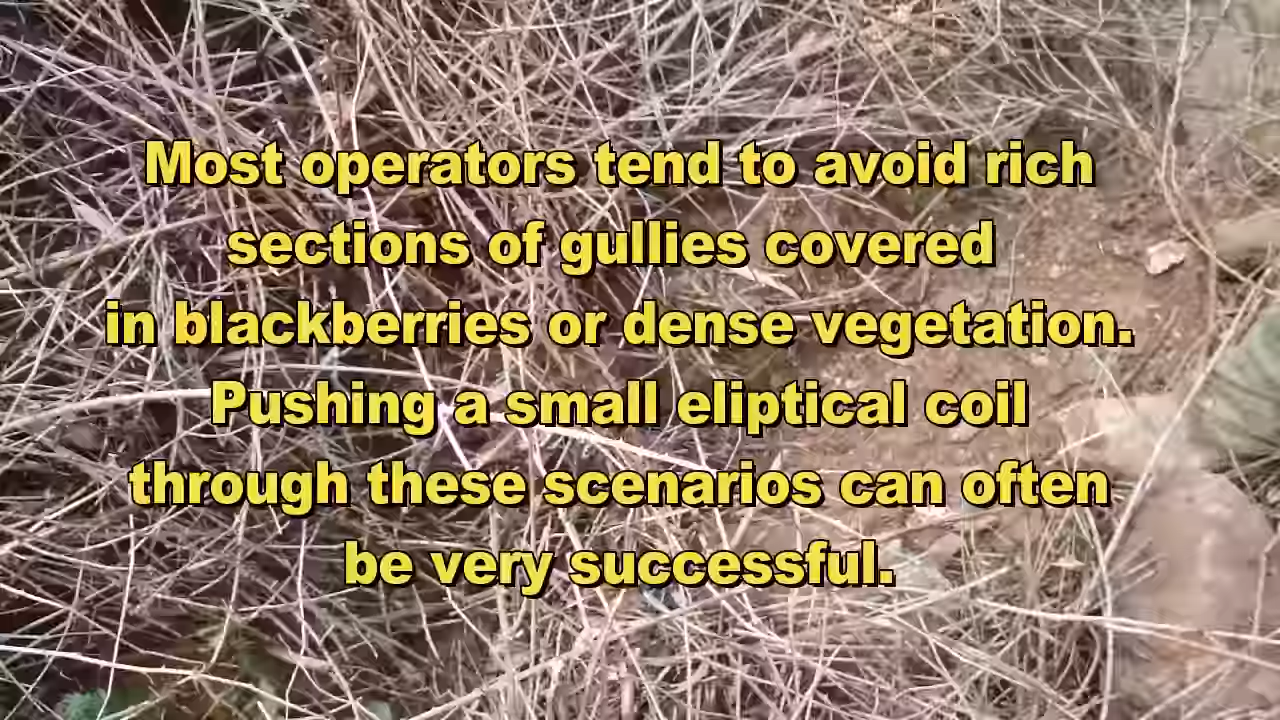 Most operators tend to avoid rich
sections of gullies covered
in blackberries or dense vegetation.
Pushing a small eliptical coil
through these scenarios can often
be very successful.